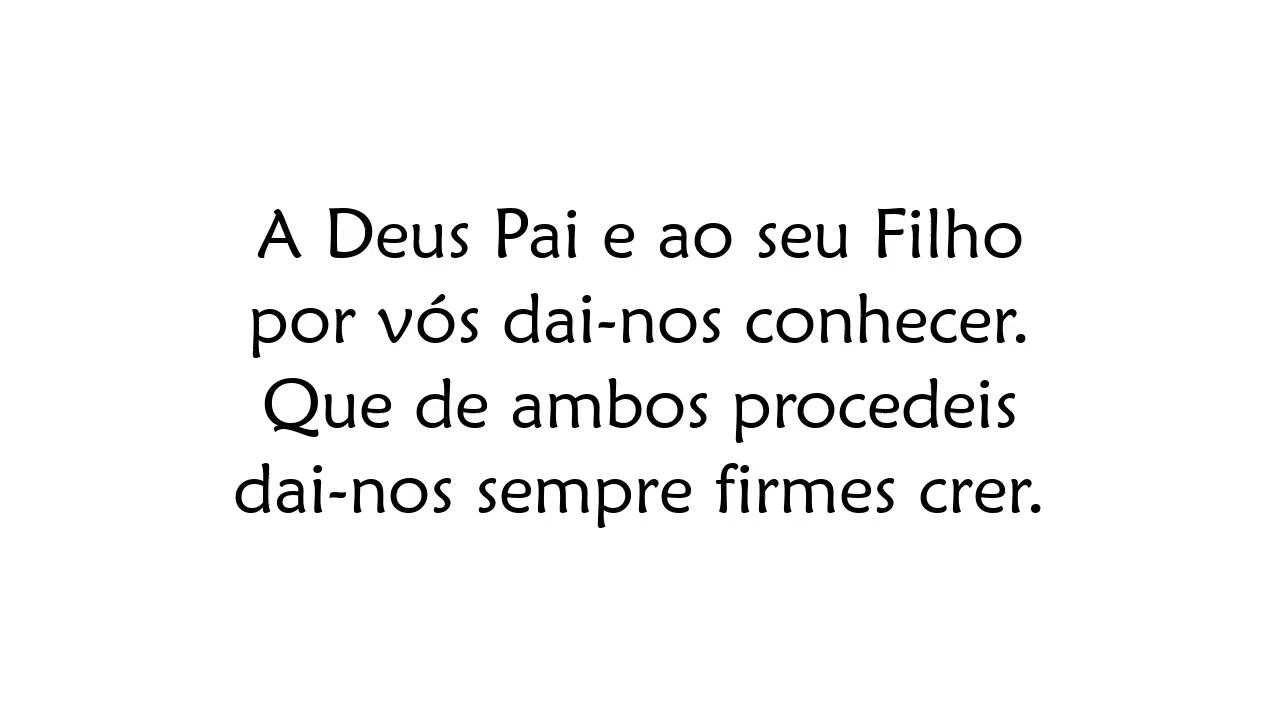 A Deus Pai e ao seu Filho
por vós dai-nos conhecer.
Que de ambos procedeis
dai-nos sempre firmes crer.